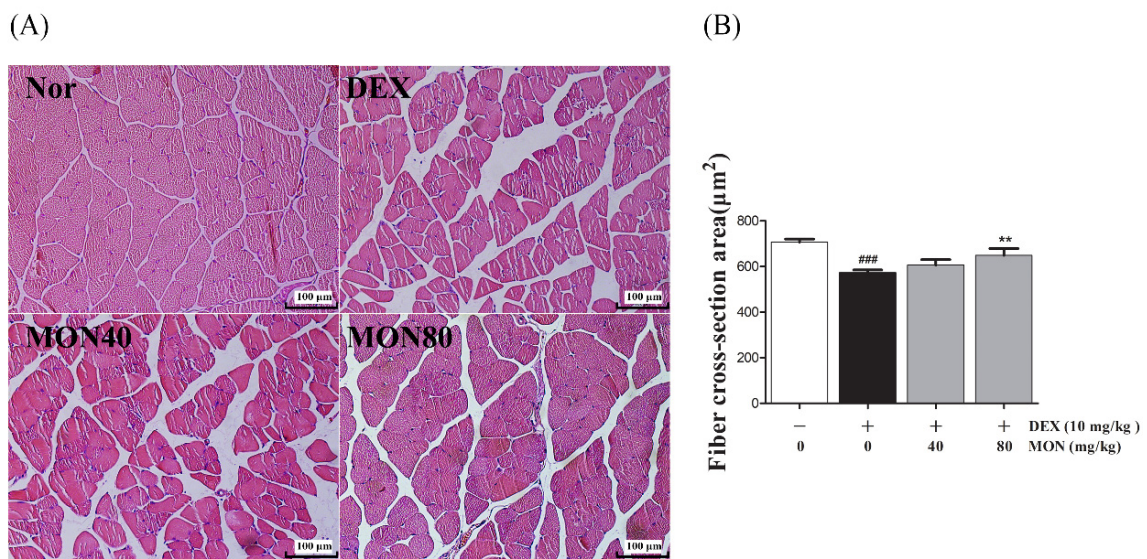 (A)
(B)
Nor
DEX
100 µm
100 µm
MON40
MON80
100 µm
100 µm
Fiber cross-section area(µm²)
800
600
400
200
0
###
**
− + + + DEX (10 mg/kg )
0 0 40 80 MON (mg/kg)